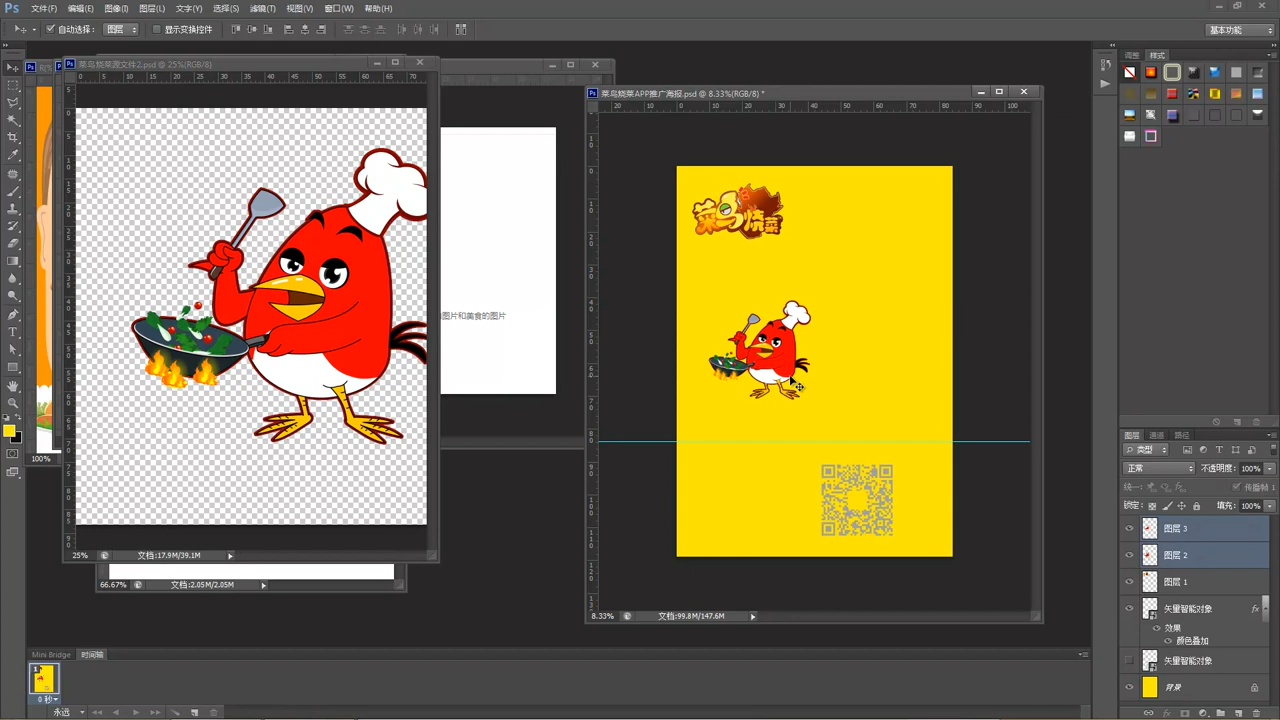 Ps 文件(F) 编辑(E) 图像(I) 图层(L) 文字(Y) 选择(S) 滤镜(T) 视图(V) 窗口(W) 帮助(H)
自动选择: 图层 显示变换控件 基本功能
菜鸟烧菜源文件2.psd @ 25%(RGB/8)
菜鸟烧菜APP推广海报.psd @ 8.33%(RGB/8) *
调整 样式
菜鸟烧菜
图片和美食的图片
100%
25% 文档:17.9M/39.1M
66.67% 文档:2.05M/2.05M
8.33% 文档:99.8M/147.6M
图层 通道 路径
类型
正常 不透明度: 100%
统一: 传播帧 1
锁定: 填充: 100%
图层 3
图层 2
图层 1
矢量智能对象 fx
效果
颜色叠加
矢量智能对象
背景
Mini Bridge 时间轴
1
0 秒
永远